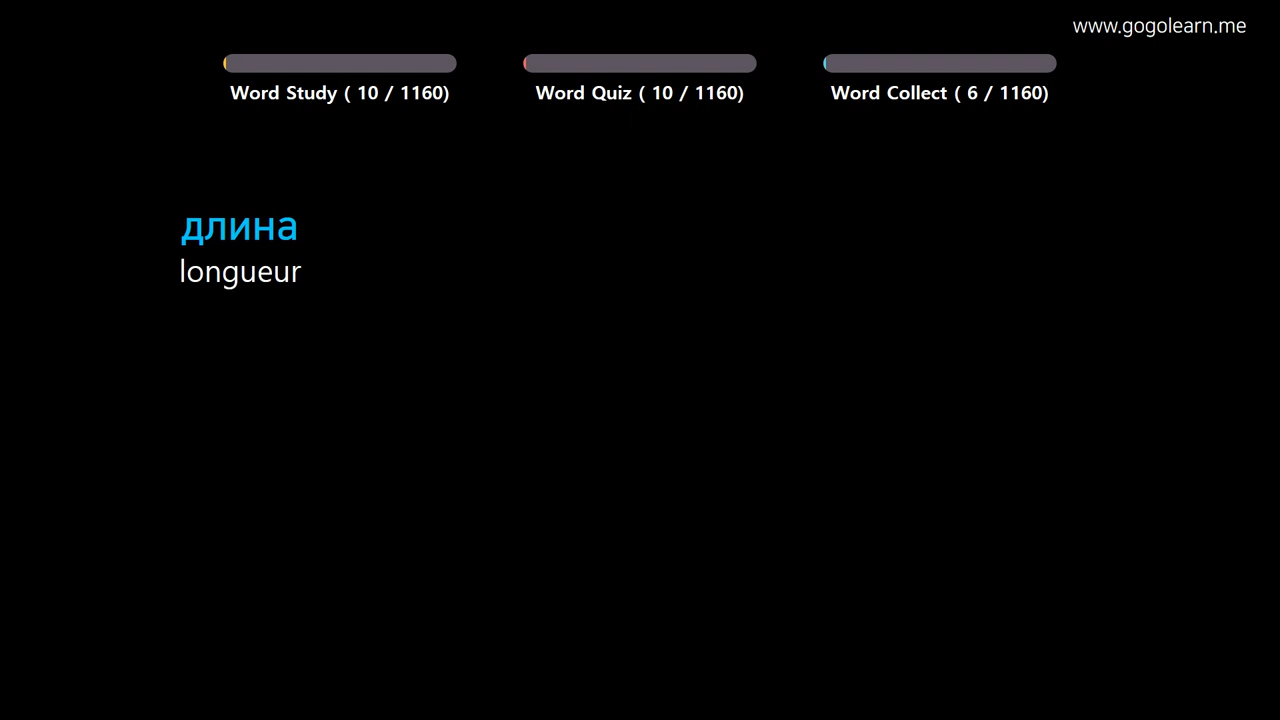 www.gogolearn.me
Word Study ( 10 / 1160)
Word Quiz ( 10 / 1160)
Word Collect ( 6 / 1160)
длина
longueur